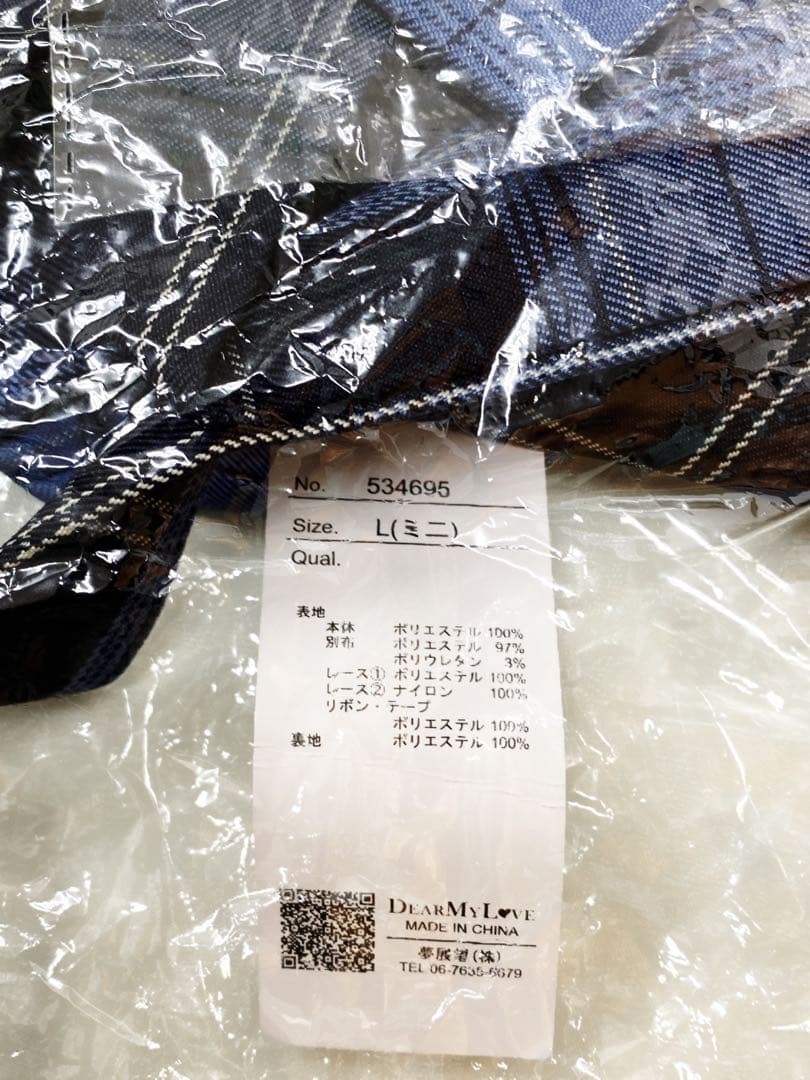 No. 534695
Size. L(ミニ)
Qual.
表地
本体 ポリエステル 100%
別布 ポリエステル 97%
ポリウレタン 3%
レース① ポリエステル 100%
レース② ナイロン 100%
リボン・テープ
ポリエステル 100%
裏地 ポリエステル 100%
DEARMYL♥VE
MADE IN CHINA
夢展望(株)
TEL 06-7635-6679